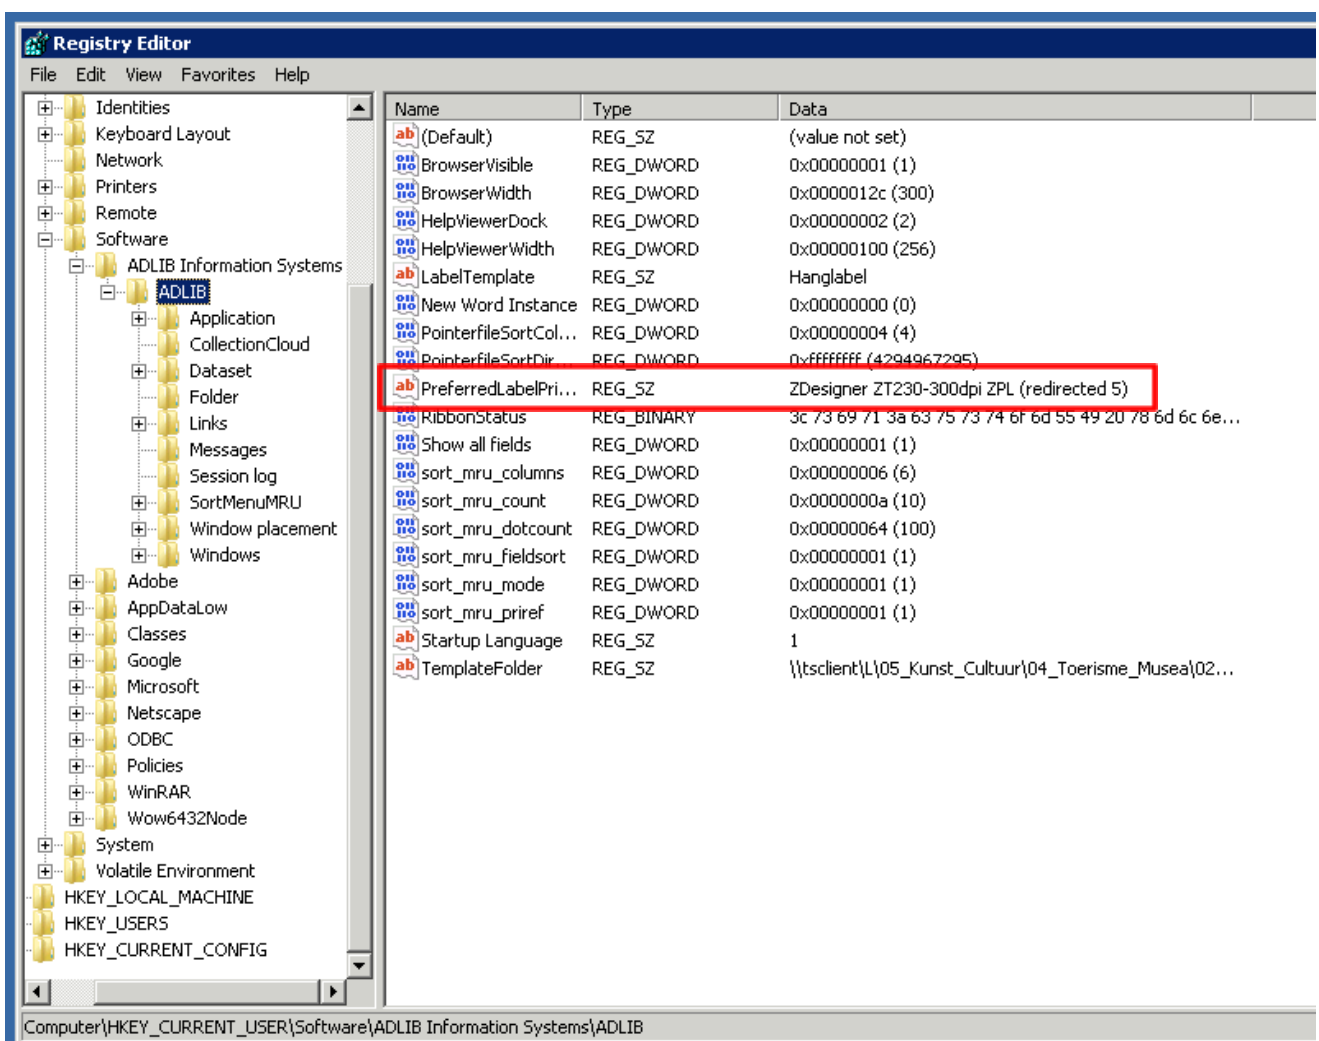 Registry Editor
File Edit View Favorites Help
Identities
Keyboard Layout
Network
Printers
Remote
Software
ADLIB Information Systems
ADLIB
Application
CollectionCloud
Dataset
Folder
Links
Messages
Session log
SortMenuMRU
Window placement
Windows
Adobe
AppDataLow
Classes
Google
Microsoft
Netscape
ODBC
Policies
WinRAR
Wow6432Node
System
Volatile Environment
HKEY_LOCAL_MACHINE
HKEY_USERS
HKEY_CURRENT_CONFIG
Name Type Data
(Default) REG_SZ (value not set)
BrowserVisible REG_DWORD 0x00000001 (1)
BrowserWidth REG_DWORD 0x0000012c (300)
HelpViewerDock REG_DWORD 0x00000002 (2)
HelpViewerWidth REG_DWORD 0x00000100 (256)
LabelTemplate REG_SZ Hanglabel
New Word Instance REG_DWORD 0x00000000 (0)
PointerfileSortCol... REG_DWORD 0x00000004 (4)
PointerfileSortDir... REG_DWORD 0xffffffff (4294967295)
PreferredLabelPri... REG_SZ ZDesigner ZT230-300dpi ZPL (redirected 5)
RibbonStatus REG_BINARY 3c 73 69 71 3a 63 75 73 74 6f 6d 55 49 20 78 6d 6c 6e...
Show all fields REG_DWORD 0x00000001 (1)
sort_mru_columns REG_DWORD 0x00000006 (6)
sort_mru_count REG_DWORD 0x0000000a (10)
sort_mru_dotcount REG_DWORD 0x00000064 (100)
sort_mru_fieldsort REG_DWORD 0x00000001 (1)
sort_mru_mode REG_DWORD 0x00000001 (1)
sort_mru_priref REG_DWORD 0x00000001 (1)
Startup Language REG_SZ 1
TemplateFolder REG_SZ \\tsclient\L\05_Kunst_Cultuur\04_Toerisme_Musea\02...
Computer\HKEY_CURRENT_USER\Software\ADLIB Information Systems\ADLIB